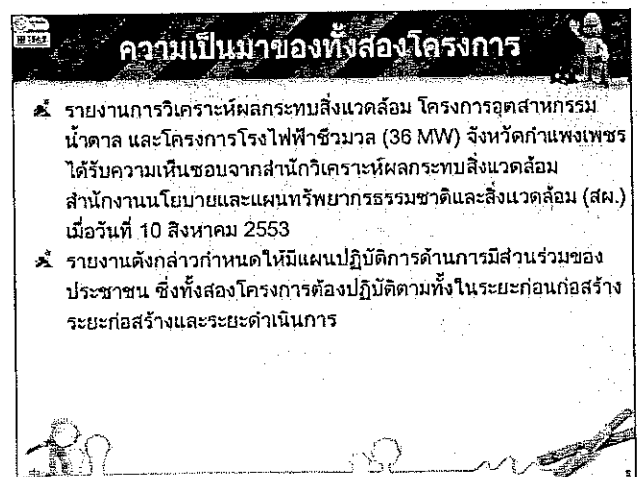 ความเป็นมาของทั้งสองโครงการ
รายงานการวิเคราะห์ผลกระทบสิ่งแวดล้อม โครงการอุตสาหกรรม
น้ำตาล และโครงการโรงไฟฟ้าชีวมวล (36 MW) จังหวัดกำแพงเพชร
ได้รับความเห็นชอบจากสำนักวิเคราะห์ผลกระทบสิ่งแวดล้อม
สำนักงานนโยบายและแผนทรัพยากรธรรมชาติและสิ่งแวดล้อม (สผ.)
เมื่อวันที่ 10 สิงหาคม 2553
รายงานดังกล่าวกำหนดให้มีแผนปฏิบัติการด้านการมีส่วนร่วมของ
ประชาชน ซึ่งทั้งสองโครงการต้องปฏิบัติตามทั้งในระยะก่อนก่อสร้าง
ระยะก่อสร้างและระยะดำเนินการ